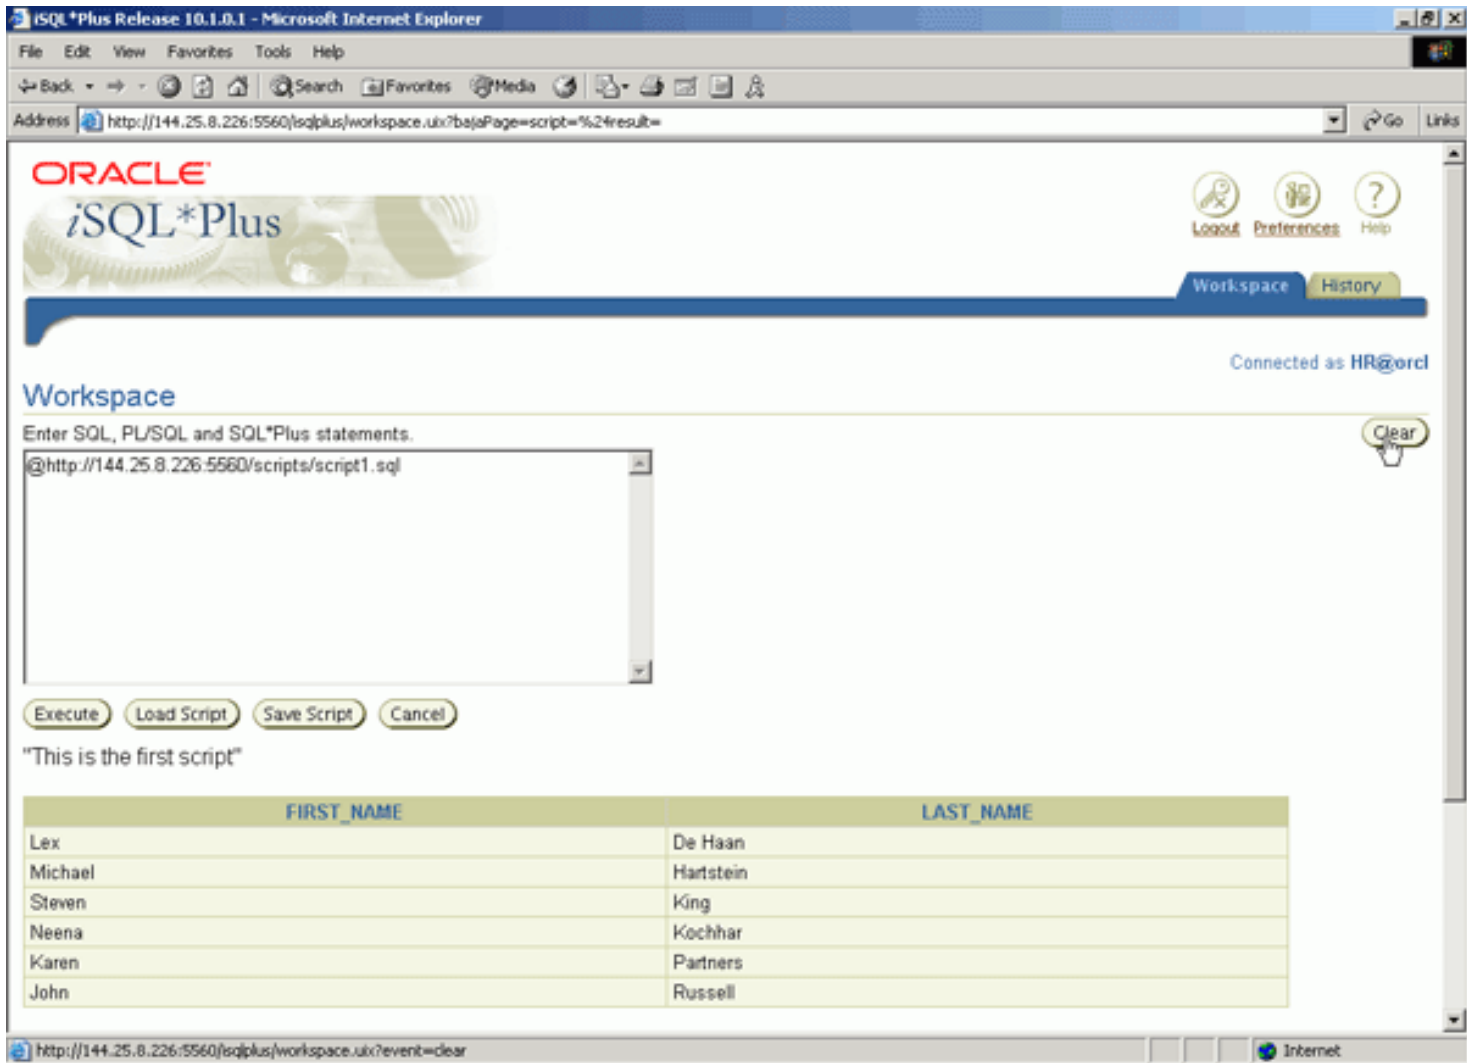 iSQL*Plus Release 10.1.0.1 - Microsoft Internet Explorer
File Edit View Favorites Tools Help
Back Search Favorites Media
Address http://144.25.8.226:5560/isqlplus/workspace.uix?bajaPage=script=%24result= Go Links
ORACLE
iSQL*Plus
Logout Preferences Help
Workspace History
Connected as HR@orcl
Workspace
Enter SQL, PL/SQL and SQL*Plus statements.
Clear
@http://144.25.8.226:5560/scripts/script1.sql
Execute Load Script Save Script Cancel
"This is the first script"
FIRST_NAME LAST_NAME
Lex De Haan
Michael Hartstein
Steven King
Neena Kochhar
Karen Partners
John Russell
http://144.25.8.226:5560/isqlplus/workspace.uix?event=clear Internet